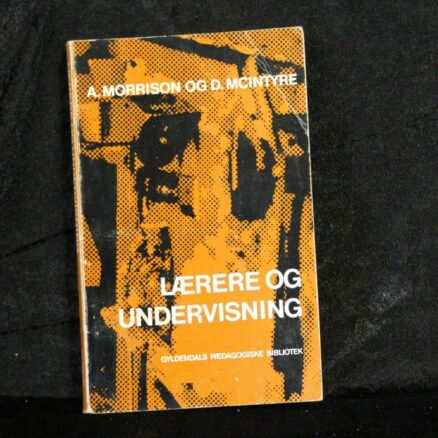 A. MORRISON OG D. MCINTYRE
LÆRERE OG
UNDERVISNING
GYLDENDALS PÆDAGOGISKE BIBLIOTEK